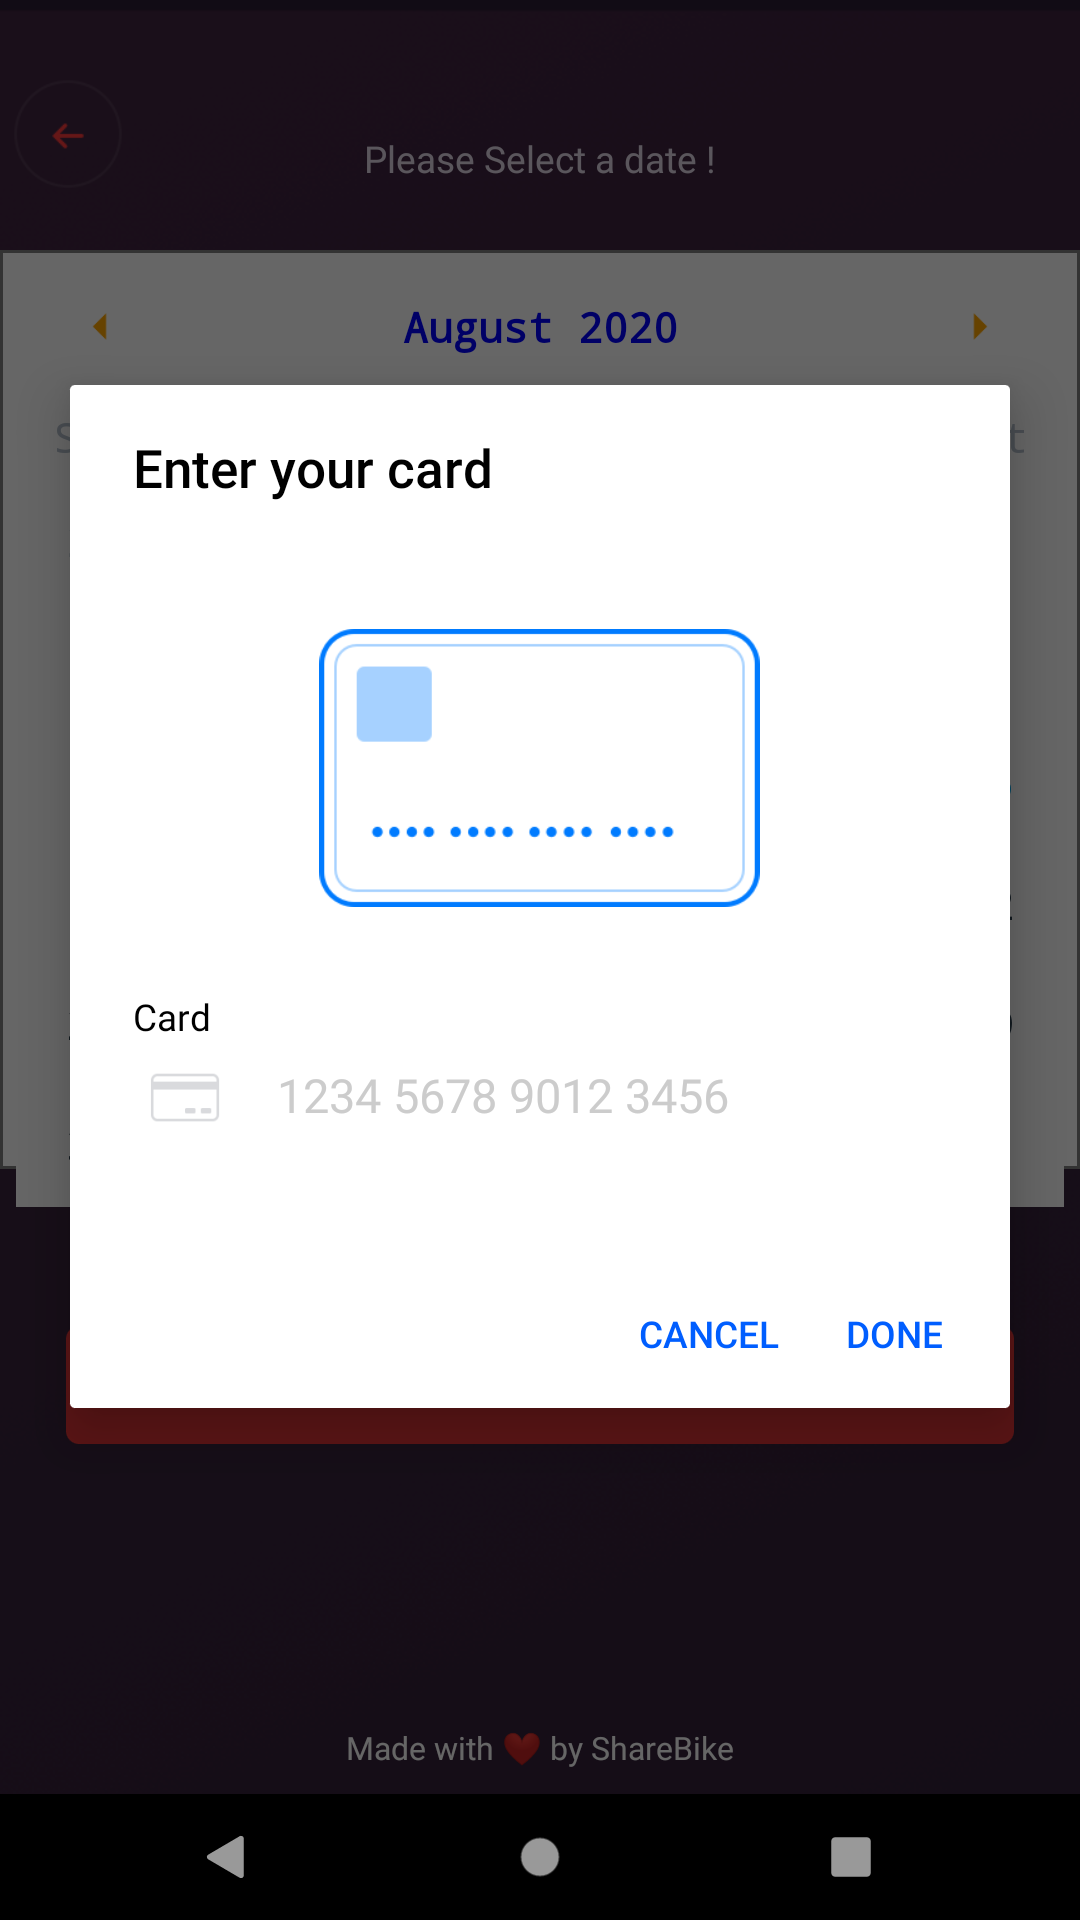 Please Select a date !
August 2020
Enter your card
Card
1234 5678 9012 3456
CANCEL DONE
Made with ❤️ by ShareBike